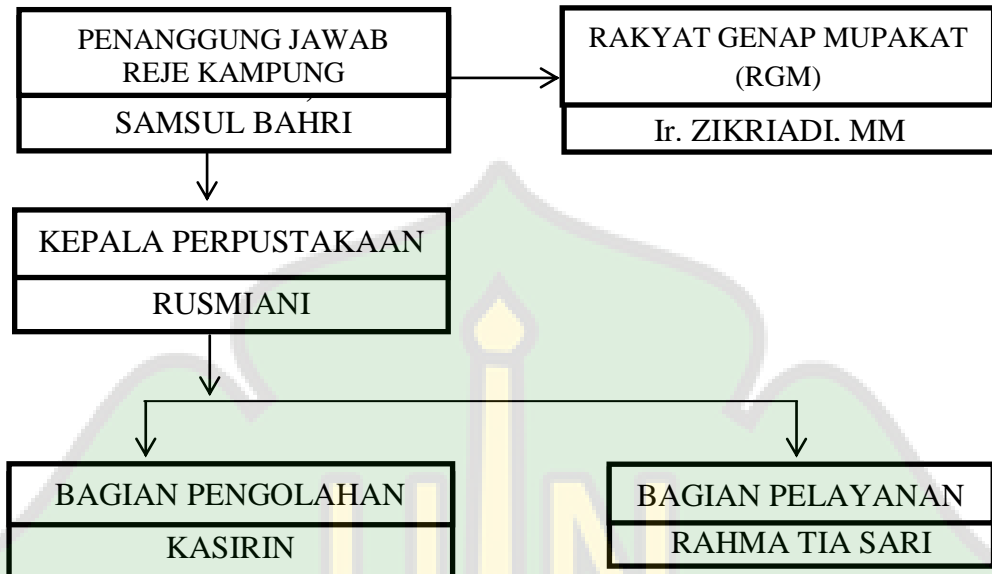 PENANGGUNG JAWAB
REJE KAMPUNG
SAMSUL BAHRI
RAKYAT GENAP MUPAKAT
(RGM)
Ir. ZIKRIADI. MM
KEPALA PERPUSTAKAAN
RUSMIANI
BAGIAN PENGOLAHAN
KASIRIN
BAGIAN PELAYANAN
RAHMA TIA SARI